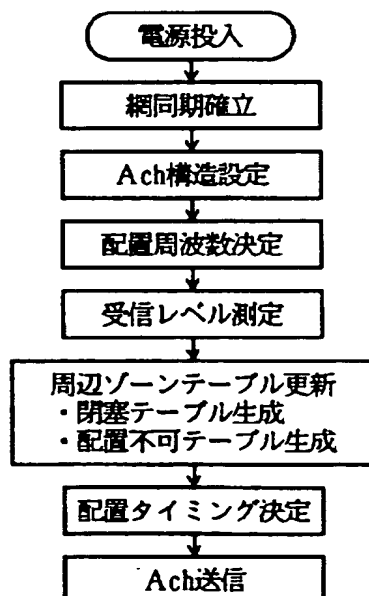 電源投入
網同期確立
Ach構造設定
配置周波数決定
受信レベル測定
周辺ゾーンテーブル更新
・閉塞テーブル生成
・配置不可テーブル生成
配置タイミング決定
Ach送信